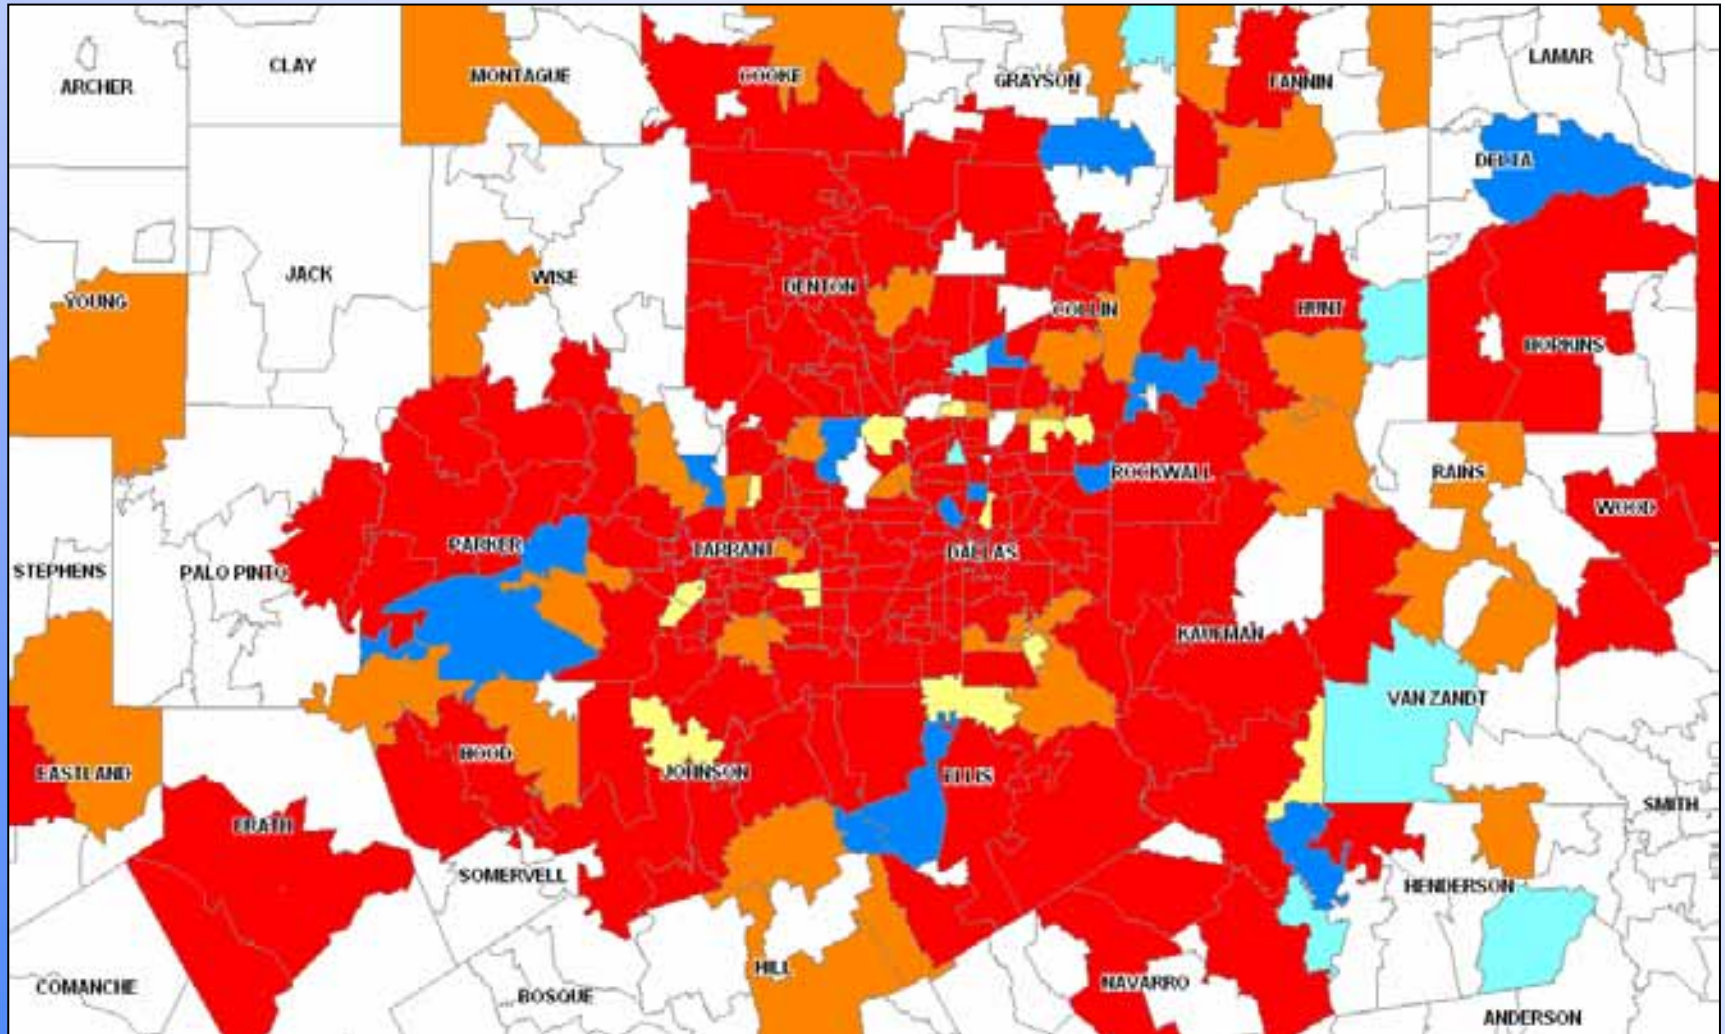 CLAY
ARCHER
MONTAGUE
COOKE
GRAYSON
FANNIN
LAMAR
DELTA
JACK
WISE
DENTON
COLLIN
HUNT
YOUNG
HOPKINS
ROCKWALL
RAINS
WOOD
PARKER
TARRANT
DALLAS
STEPHENS
PALO PINTO
KAUFMAN
VAN ZANDT
HOOD
JOHNSON
ELLIS
EASTLAND
SMITH
ERATH
SOMERVELL
HENDERSON
HILL
COMANCHE
BOSQUE
NAVARRO
ANDERSON